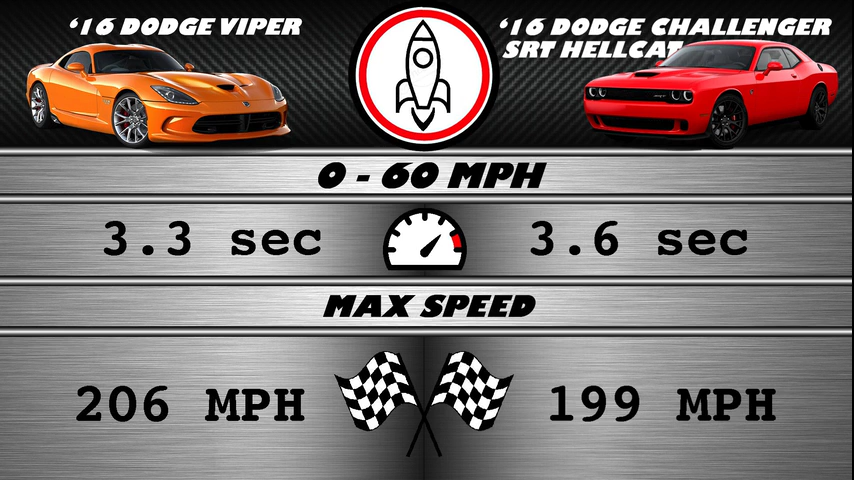 '16 DODGE VIPER
'16 DODGE CHALLENGER
SRT HELLCAT
0 - 60 MPH
3.3 sec
3.6 sec
MAX SPEED
206 MPH
199 MPH